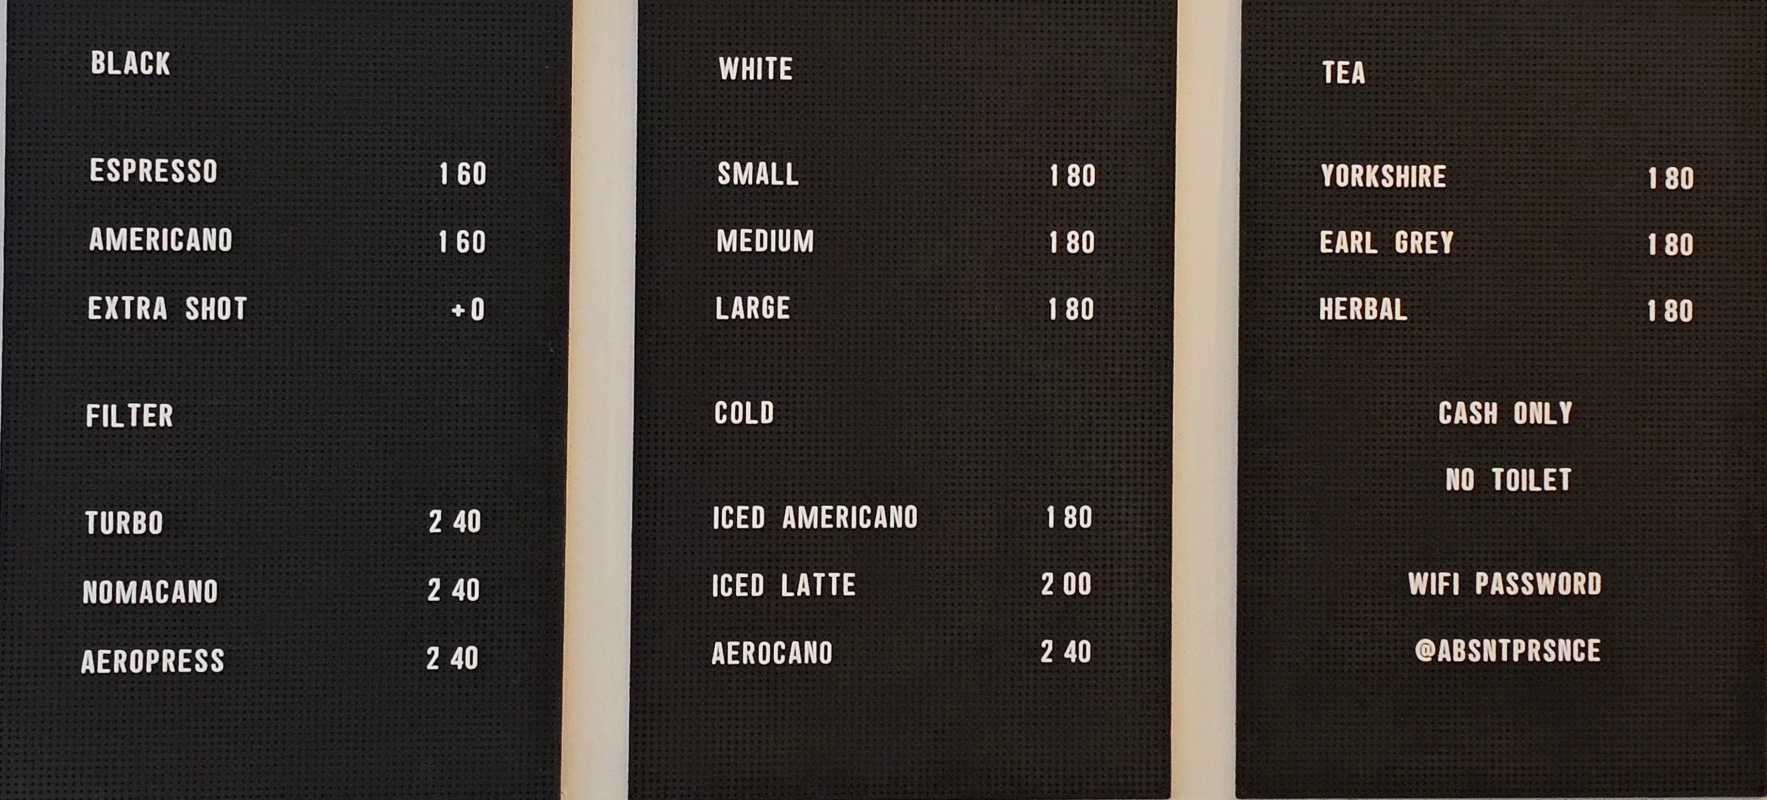 BLACK
ESPRESSO 1 60
AMERICANO 1 60
EXTRA SHOT +0
FILTER
TURBO 2 40
NOMACANO 2 40
AEROPRESS 2 40
WHITE
SMALL 1 80
MEDIUM 1 80
LARGE 1 80
COLD
ICED AMERICANO 1 80
ICED LATTE 2 00
AEROCANO 2 40
TEA
YORKSHIRE 1 80
EARL GREY 1 80
HERBAL 1 80
CASH ONLY
NO TOILET
WIFI PASSWORD
@ABSNTPRSNCE